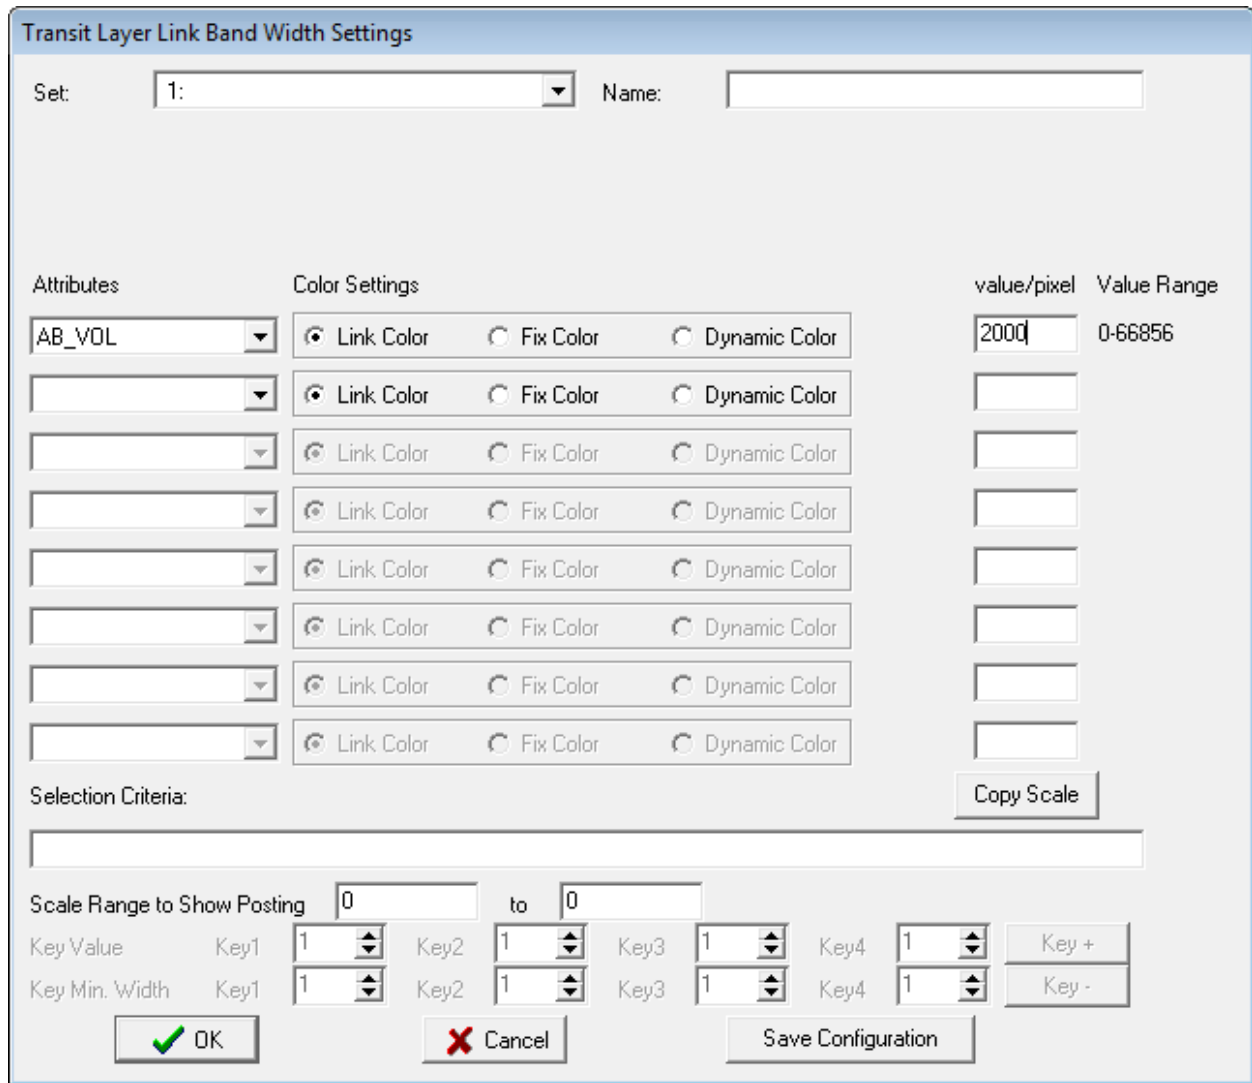 Transit Layer Link Band Width Settings
Set: 1: Name:
Attributes Color Settings value/pixel Value Range
AB_VOL Link Color Fix Color Dynamic Color 2000 0-66856
Link Color Fix Color Dynamic Color
Link Color Fix Color Dynamic Color
Link Color Fix Color Dynamic Color
Link Color Fix Color Dynamic Color
Link Color Fix Color Dynamic Color
Link Color Fix Color Dynamic Color
Link Color Fix Color Dynamic Color
Selection Criteria: Copy Scale
Scale Range to Show Posting 0 to 0
Key Value Key1 1 Key2 1 Key3 1 Key4 1 Key +
Key Min. Width Key1 1 Key2 1 Key3 1 Key4 1 Key -
OK Cancel Save Configuration